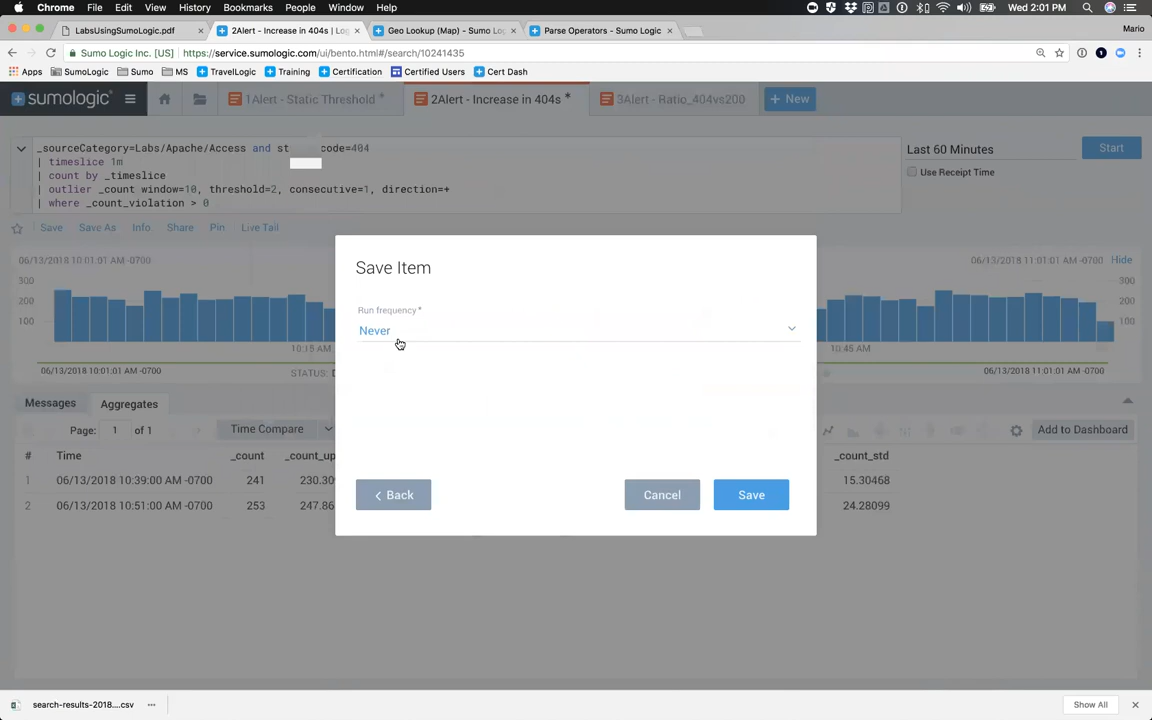 Chrome File Edit View History Bookmarks People Window Help Wed 2:01 PM
LabsUsingSumoLogic.pdf × 2Alert - Increase in 404s | Lo × Geo Lookup (Map) - Sumo Lo × Parse Operators - Sumo Logic × Mario
Sumo Logic Inc. [US] https://service.sumologic.com/ui/bento.html#/search/10241435
Apps SumoLogic Sumo MS TravelLogic Training Certification Certified Users Cert Dash
sumologic 1Alert - Static Threshold * 2Alert - Increase in 404s * 3Alert - Ratio_404vs200 + New
_sourceCategory=Labs/Apache/Access and st code=404 Last 60 Minutes Start
| timeslice 1m
| count by _timeslice Use Receipt Time
| outlier _count window=10, threshold=2, consecutive=1, direction=+
| where _count_violation > 0
Save Save As Info Share Pin Live Tail
06/13/2018 10:01:01 AM -0700 06/13/2018 11:01:01 AM -0700 Hide
300 300
200 200
100 100
10:15 AM 10:45 AM
06/13/2018 10:01:01 AM -0700 STATUS: D 06/13/2018 11:01:01 AM -0700
Save Item
Run frequency *
Never
Back Cancel Save
Messages Aggregates
Page: 1 of 1 Time Compare Add to Dashboard
# Time _count _count_up _count_std
1 06/13/2018 10:39:00 AM -0700 241 230.30 15.30468
2 06/13/2018 10:51:00 AM -0700 253 247.86 24.28099
search-results-2018....csv ... Show All ×